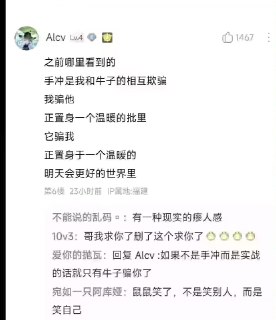 Alcv Lv.4
1467
之前哪里看到的
手冲是我和牛子的相互欺骗
我骗他
正置身一个温暖的批里
它骗我
正置身于一个温暖的
明天会更好的世界里
第6楼 23小时前 IP属地:福建
不能说的乱码▫：有一种现实的瘆人感
10v3：哥我求你了删了这个求你了
爱你的抛瓦：回复 Alcv :如果不是手冲而是实战
的话就只有牛子骗你了
宛如一只阿库娅：鼠鼠笑了，不是笑别人，而是
笑自己